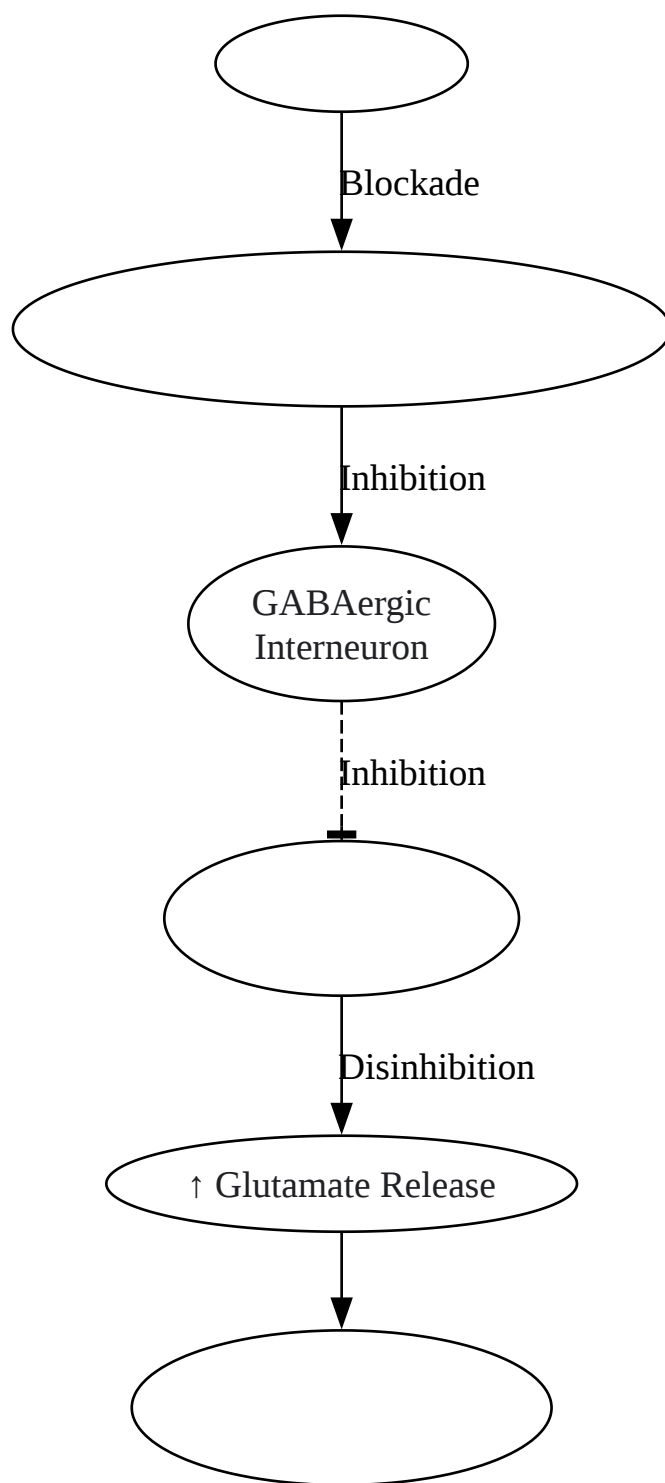 Blockade
Inhibition
GABAergic
Interneuron
Inhibition
Disinhibition
↑ Glutamate Release